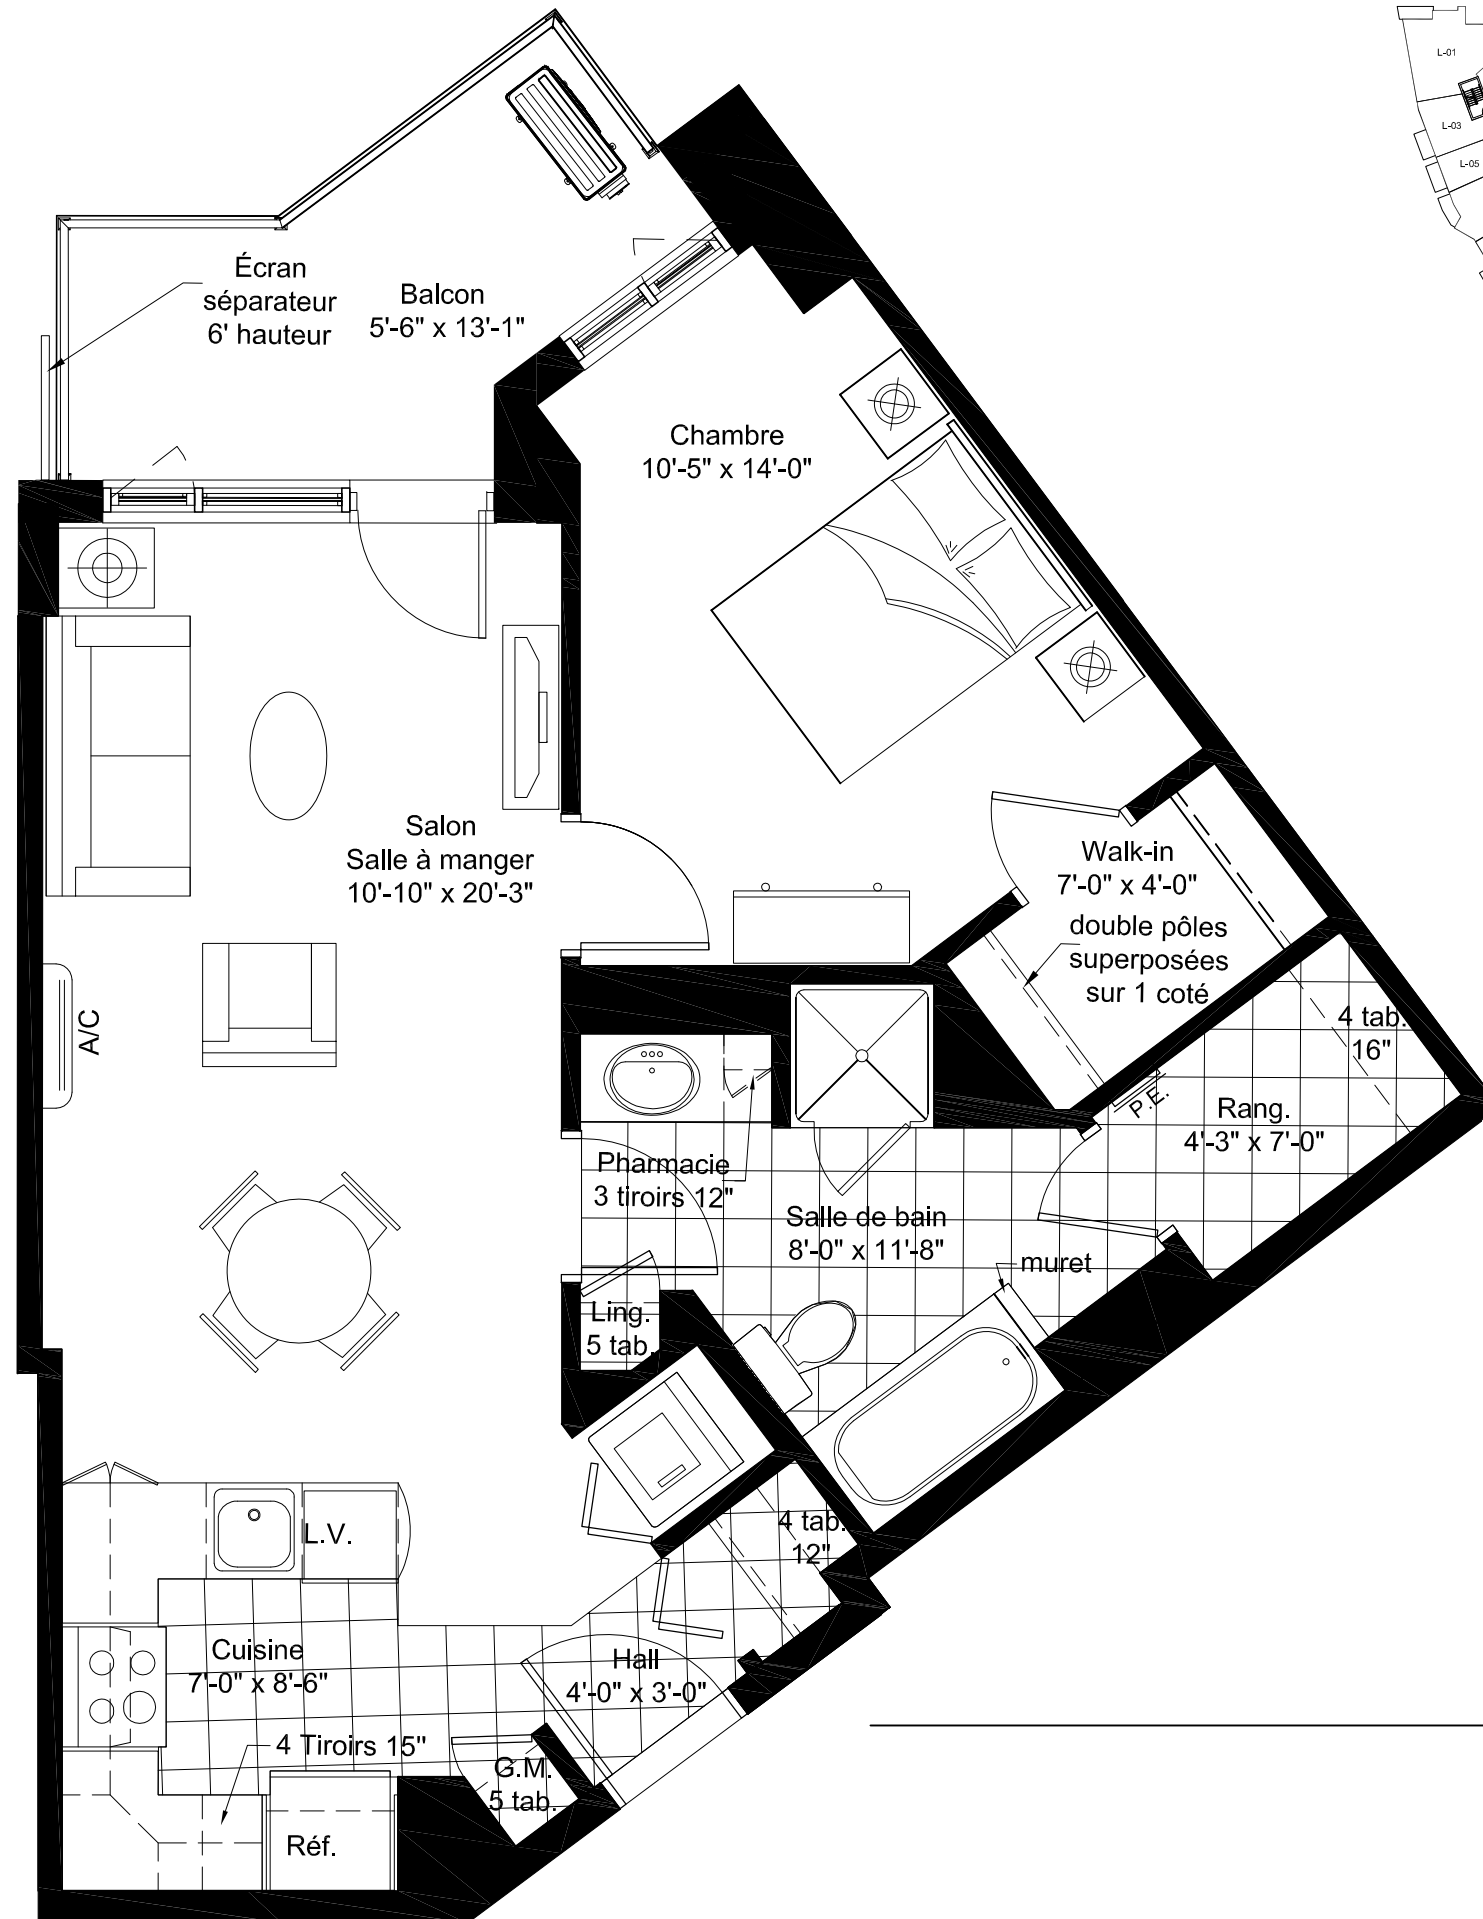 L-01
L-03
L-05
Écran
séparateur
6' hauteur
Balcon
5'-6" x 13'-1"
Chambre
10'-5" x 14'-0"
Salon
Salle à manger
10'-10" x 20'-3"
Walk-in
7'-0" x 4'-0"
double pôles
superposées
sur 1 coté
A/C
4 tab.
16"
P.E.
Rang.
4'-3" x 7'-0"
Pharmacie
3 tiroirs 12"
Salle de bain
8'-0" x 11'-8"
muret
Ling.
5 tab.
L.V.
4 tab.
12"
Cuisine
7'-0" x 8'-6"
Hall
4'-0" x 3'-0"
4 Tiroirs 15"
G.M.
5 tab.
Réf.